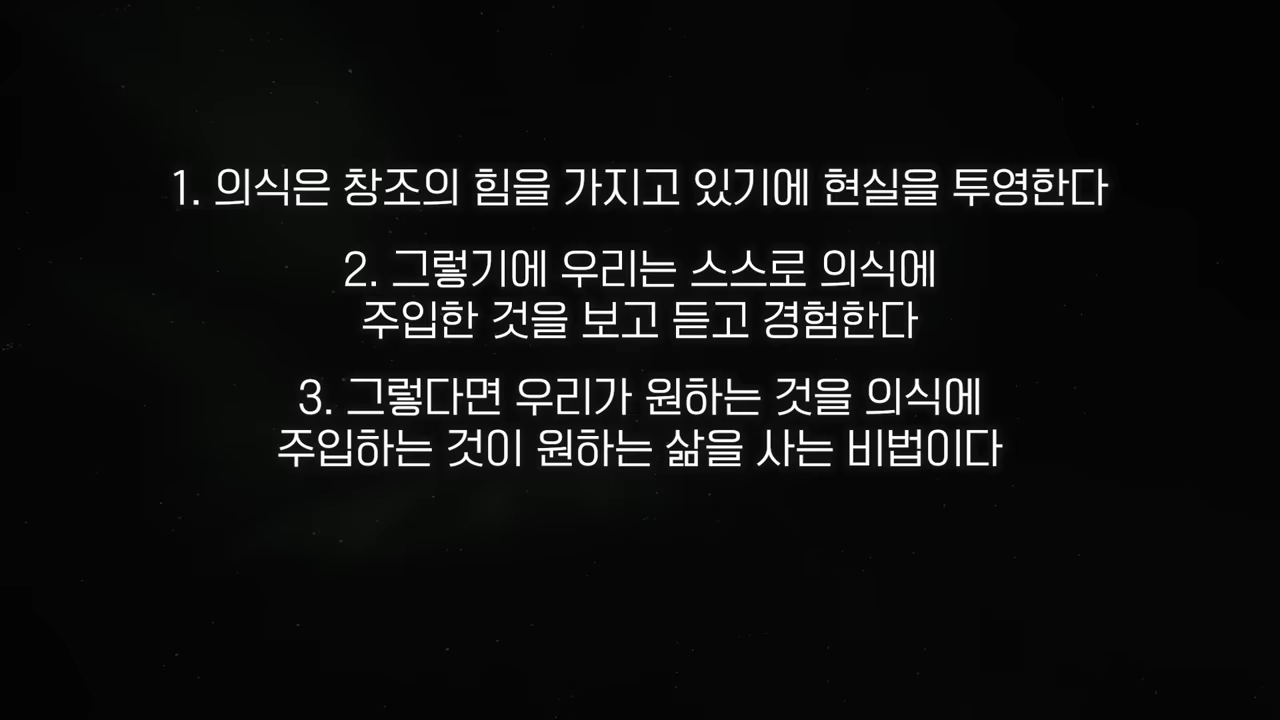 1. 의식은 창조의 힘을 가지고 있기에 현실을 투영한다
2. 그렇기에 우리는 스스로 의식에
주입한 것을 보고 듣고 경험한다
3. 그렇다면 우리가 원하는 것을 의식에
주입하는 것이 원하는 삶을 사는 비법이다